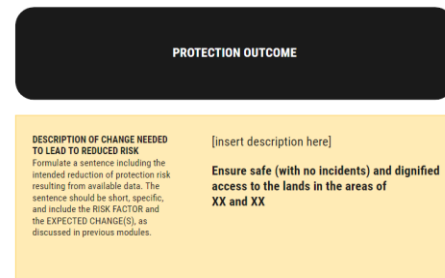 PROTECTION OUTCOME
DESCRIPTION OF CHANGE NEEDED
TO LEAD TO REDUCED RISK
Formulate a sentence including the
intended reduction of protection risk
resulting from available data. The
sentence should be short, specific,
and include the RISK FACTOR and
the EXPECTED CHANGE(S), as
discussed in previous modules.
[insert description here]
Ensure safe (with no incidents) and dignified
access to the lands in the areas of
XX and XX